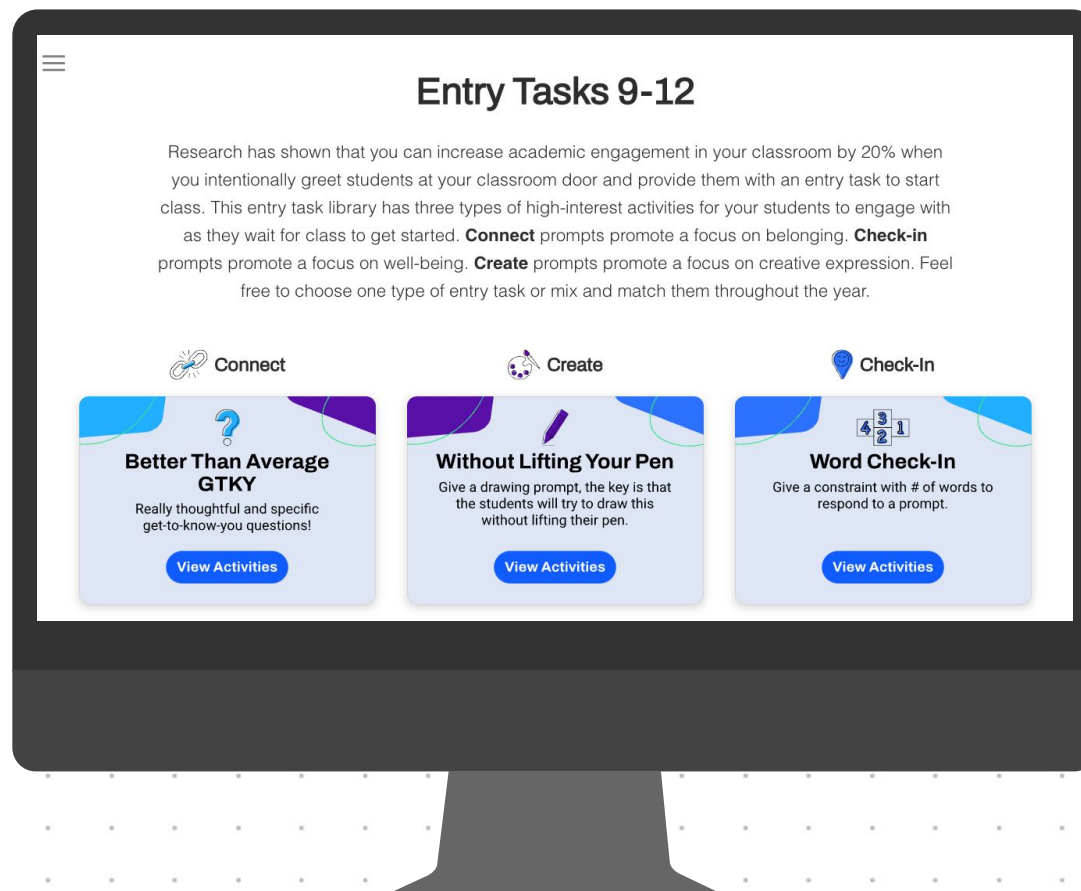 Entry Tasks 9-12
Research has shown that you can increase academic engagement in your classroom by 20% when
you intentionally greet students at your classroom door and provide them with an entry task to start
class. This entry task library has three types of high-interest activities for your students to engage with
as they wait for class to get started. Connect prompts promote a focus on belonging. Check-in
prompts promote a focus on well-being. Create prompts promote a focus on creative expression. Feel
free to choose one type of entry task or mix and match them throughout the year.
Connect
Better Than Average
GTKY
Really thoughtful and specific
get-to-know-you questions!
View Activities
Create
Without Lifting Your Pen
Give a drawing prompt, the key is that
the students will try to draw this
without lifting their pen.
View Activities
Check-In
3
4 1
2
Word Check-In
Give a constraint with # of words to
respond to a prompt.
View Activities